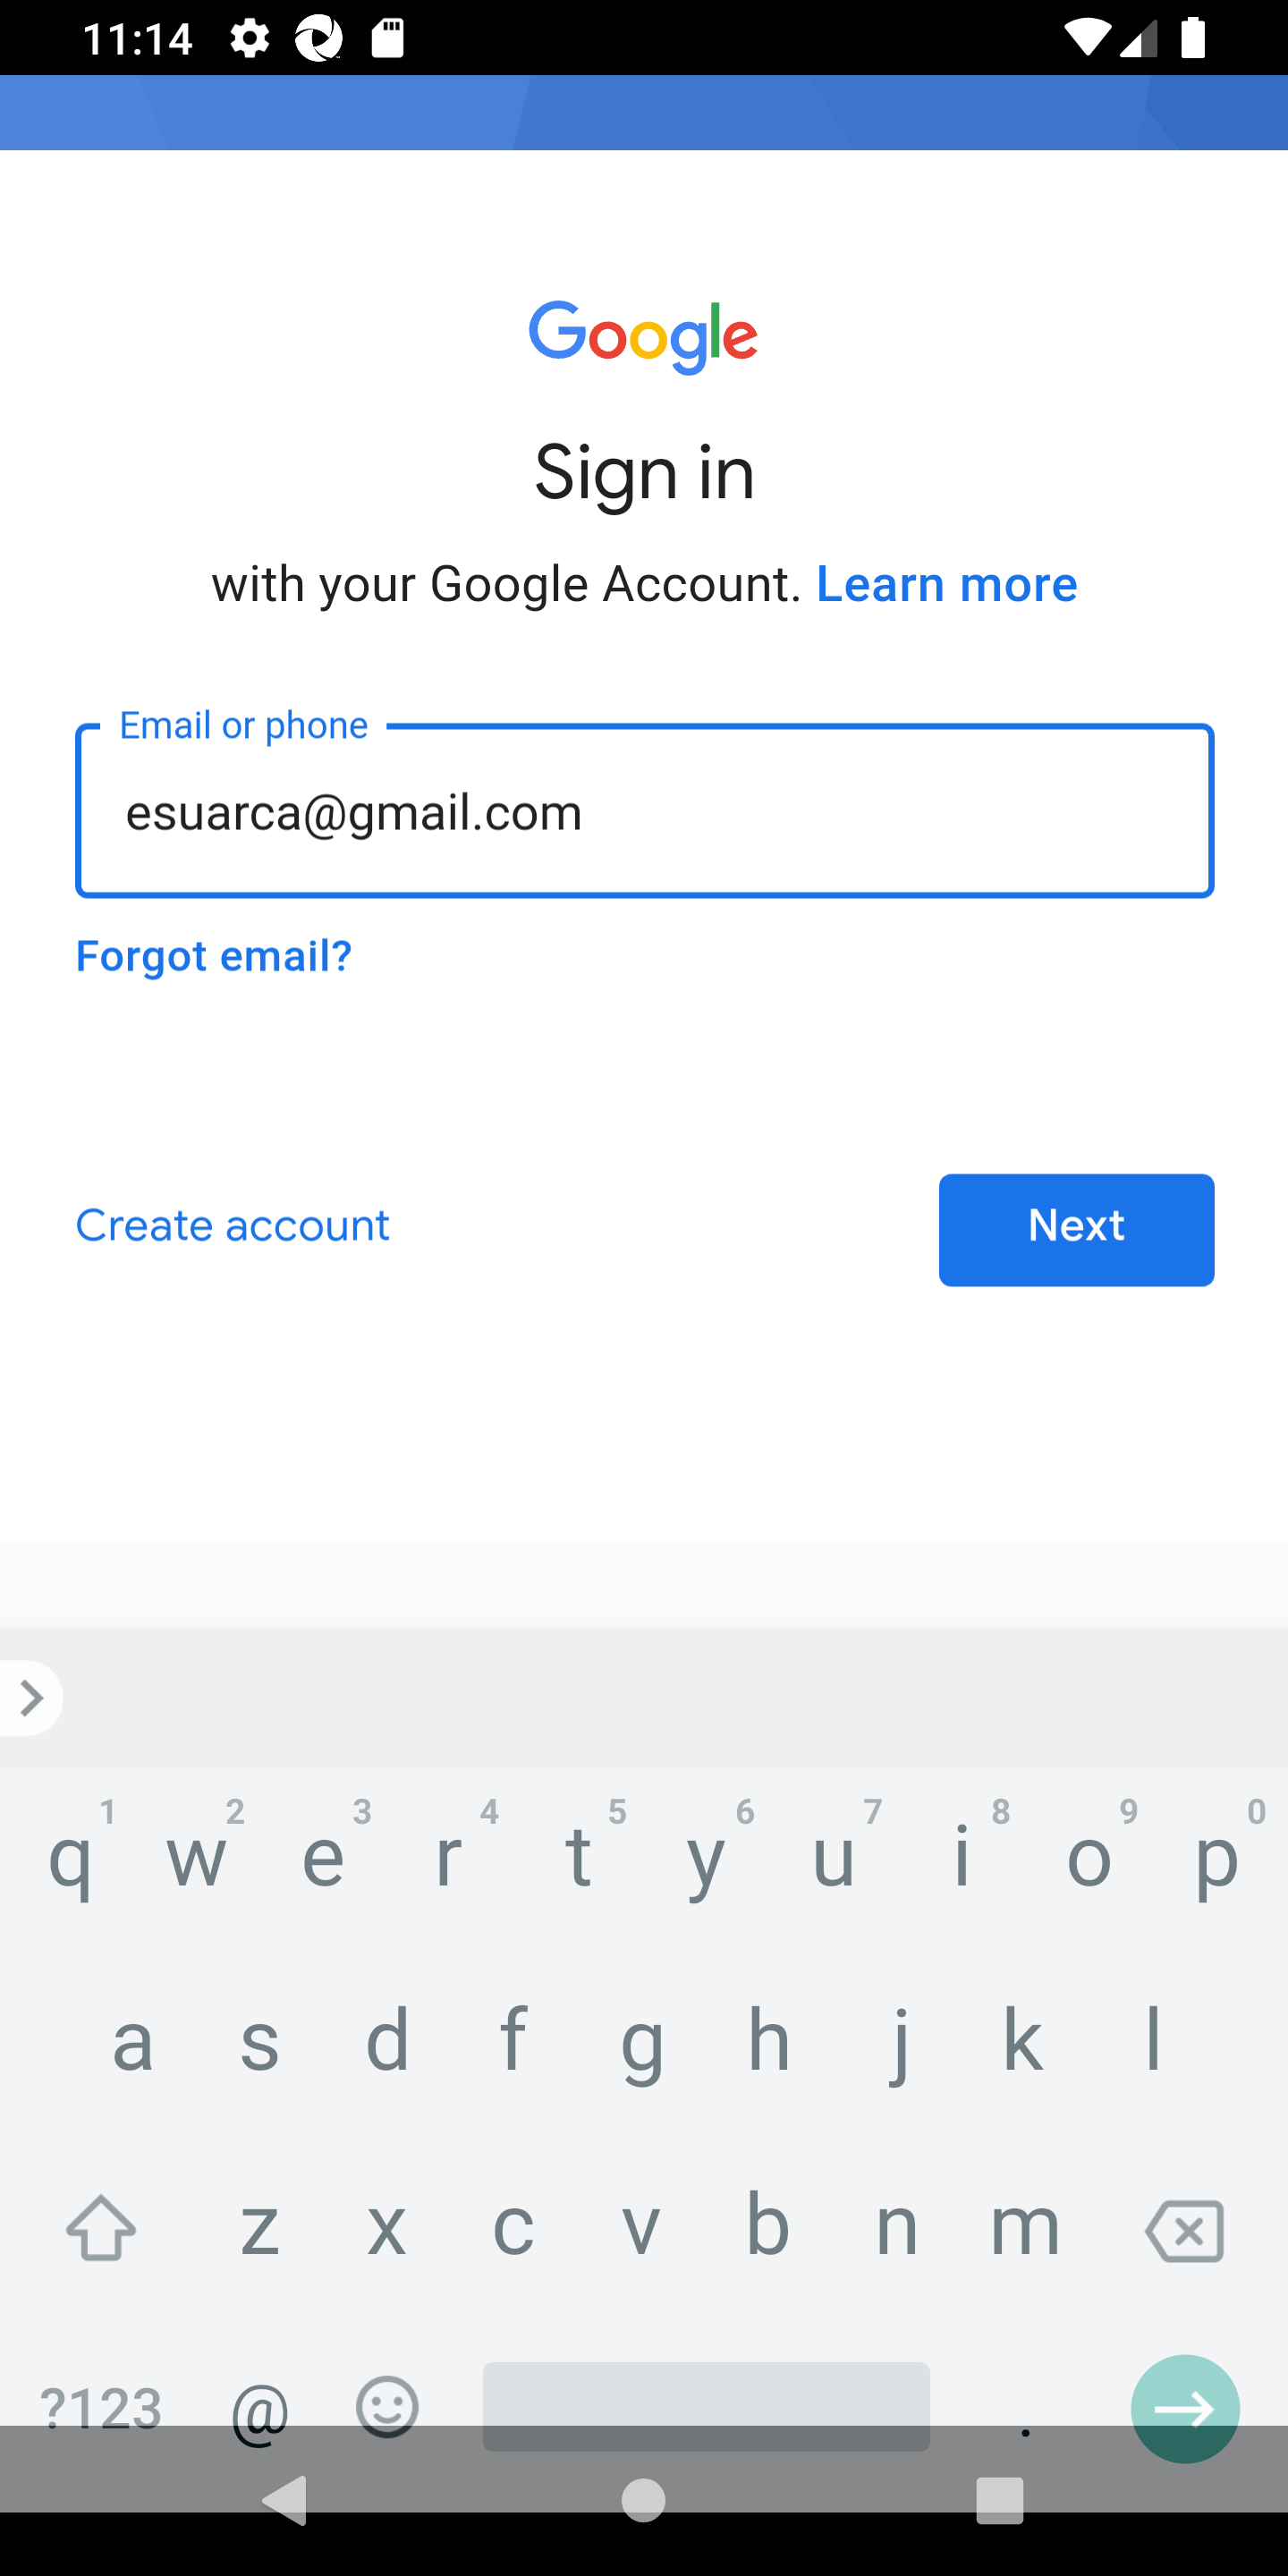 11:14
Google
Sign in
with your Google Account. Learn more
Email or phone
esuarca@gmail.com
Forgot email?
Create account
Next
1 2 3 4 5 6 7 8 9 0
q w e r t y u i o p
a s d f g h j k l
z x c v b n m
?123 @ .